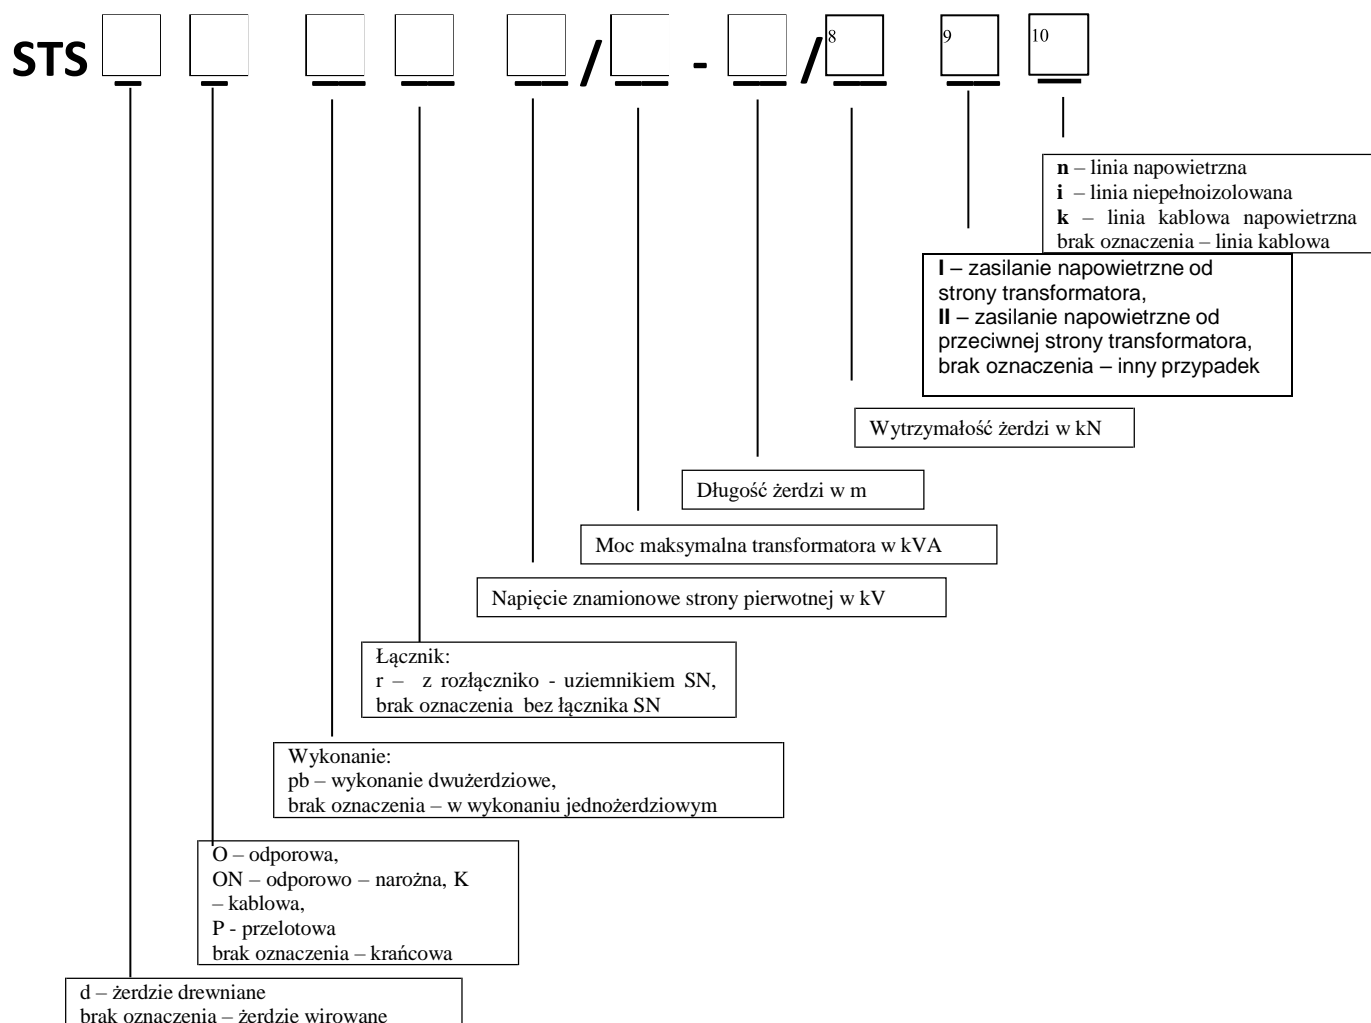 STS / - / 8 9 10
n – linia napowietrzna
i – linia niepełnoizolowana
k – linia kablowa napowietrzna
brak oznaczenia – linia kablowa
I – zasilanie napowietrzne od
strony transformatora,
II – zasilanie napowietrzne od
przeciwnej strony transformatora,
brak oznaczenia – inny przypadek
Wytrzymałość żerdzi w kN
Długość żerdzi w m
Moc maksymalna transformatora w kVA
Napięcie znamionowe strony pierwotnej w kV
Łącznik:
r – z rozłączniko - uziemnikiem SN,
brak oznaczenia bez łącznika SN
Wykonanie:
pb – wykonanie dwużerdziowe,
brak oznaczenia – w wykonaniu jednożerdziowym
O – odporowa,
ON – odporowo – narożna, K
– kablowa,
P - przelotowa
brak oznaczenia – krańcowa
d – żerdzie drewniane
brak oznaczenia – żerdzie wirowane